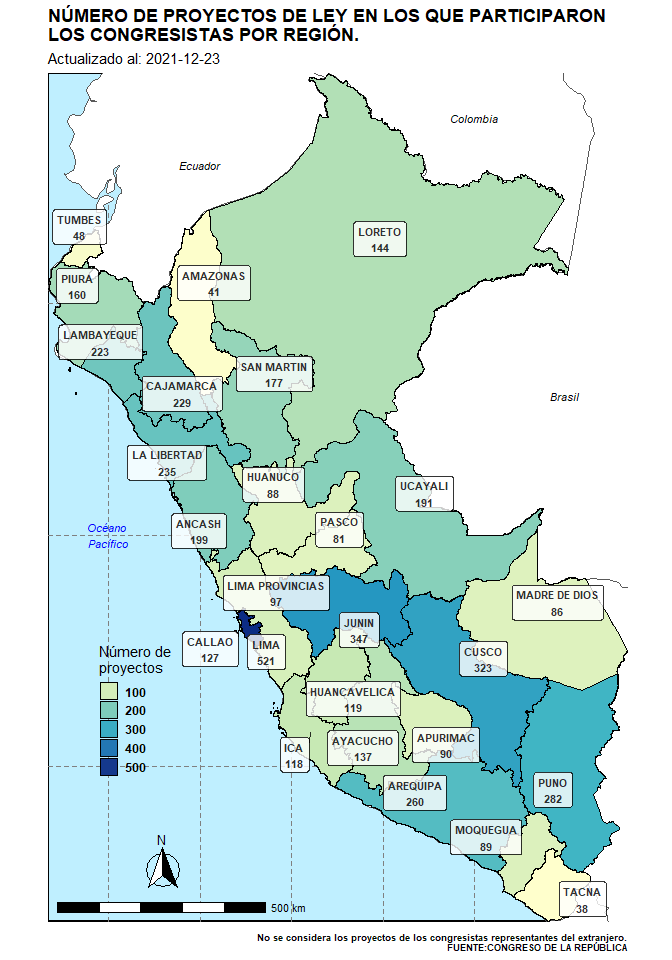 NÚMERO DE PROYECTOS DE LEY EN LOS QUE PARTICIPARON
LOS CONGRESISTAS POR REGIÓN.
Actualizado al: 2021-12-23
Colombia
Ecuador
TUMBES
48
LORETO
144
PIURA
160
AMAZONAS
41
LAMBAYEQUE
223
SAN MARTIN
177
CAJAMARCA
229
Brasil
LA LIBERTAD
235
HUANUCO
88
UCAYALI
191
ANCASH
199
PASCO
81
Océano
Pacífico
LIMA PROVINCIAS
97
MADRE DE DIOS
86
JUNIN
347
CALLAO
127
LIMA
521
CUSCO
323
Número de
proyectos
100
200
300
400
500
HUANCAVELICA
119
ICA
118
AYACUCHO
137
APURIMAC
90
AREQUIPA
260
PUNO
282
MOQUEGUA
89
N
TACNA
38
500 km
No se considera los proyectos de los congresistas representantes del extranjero.
FUENTE:CONGRESO DE LA REPÚBLICA